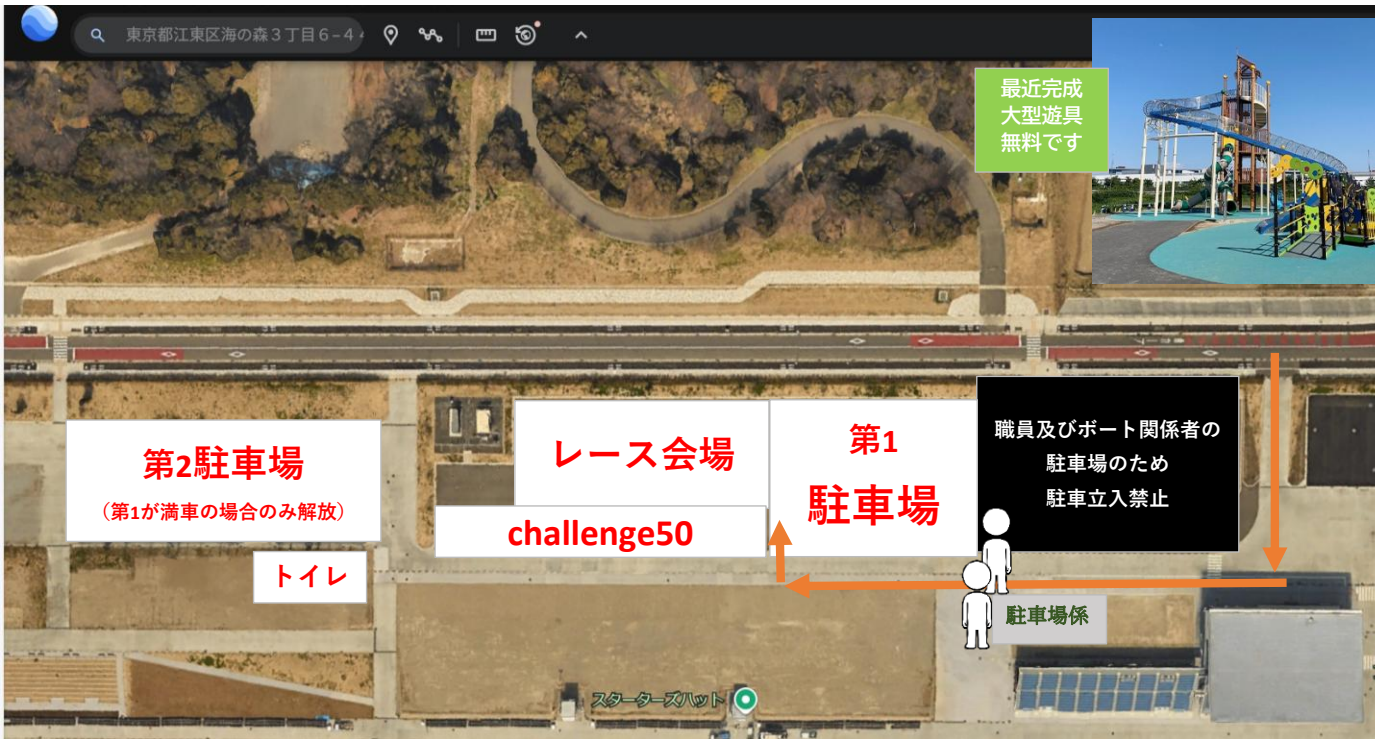 東京都江東区海の森3丁目6-4
最近完成
大型遊具
無料です
第2駐車場
（第1が満車の場合のみ解放）
レース会場
第1
駐車場
職員及びボート関係者の
駐車場のため
駐車立入禁止
challenge50
トイレ
駐車場係
スターターズハット